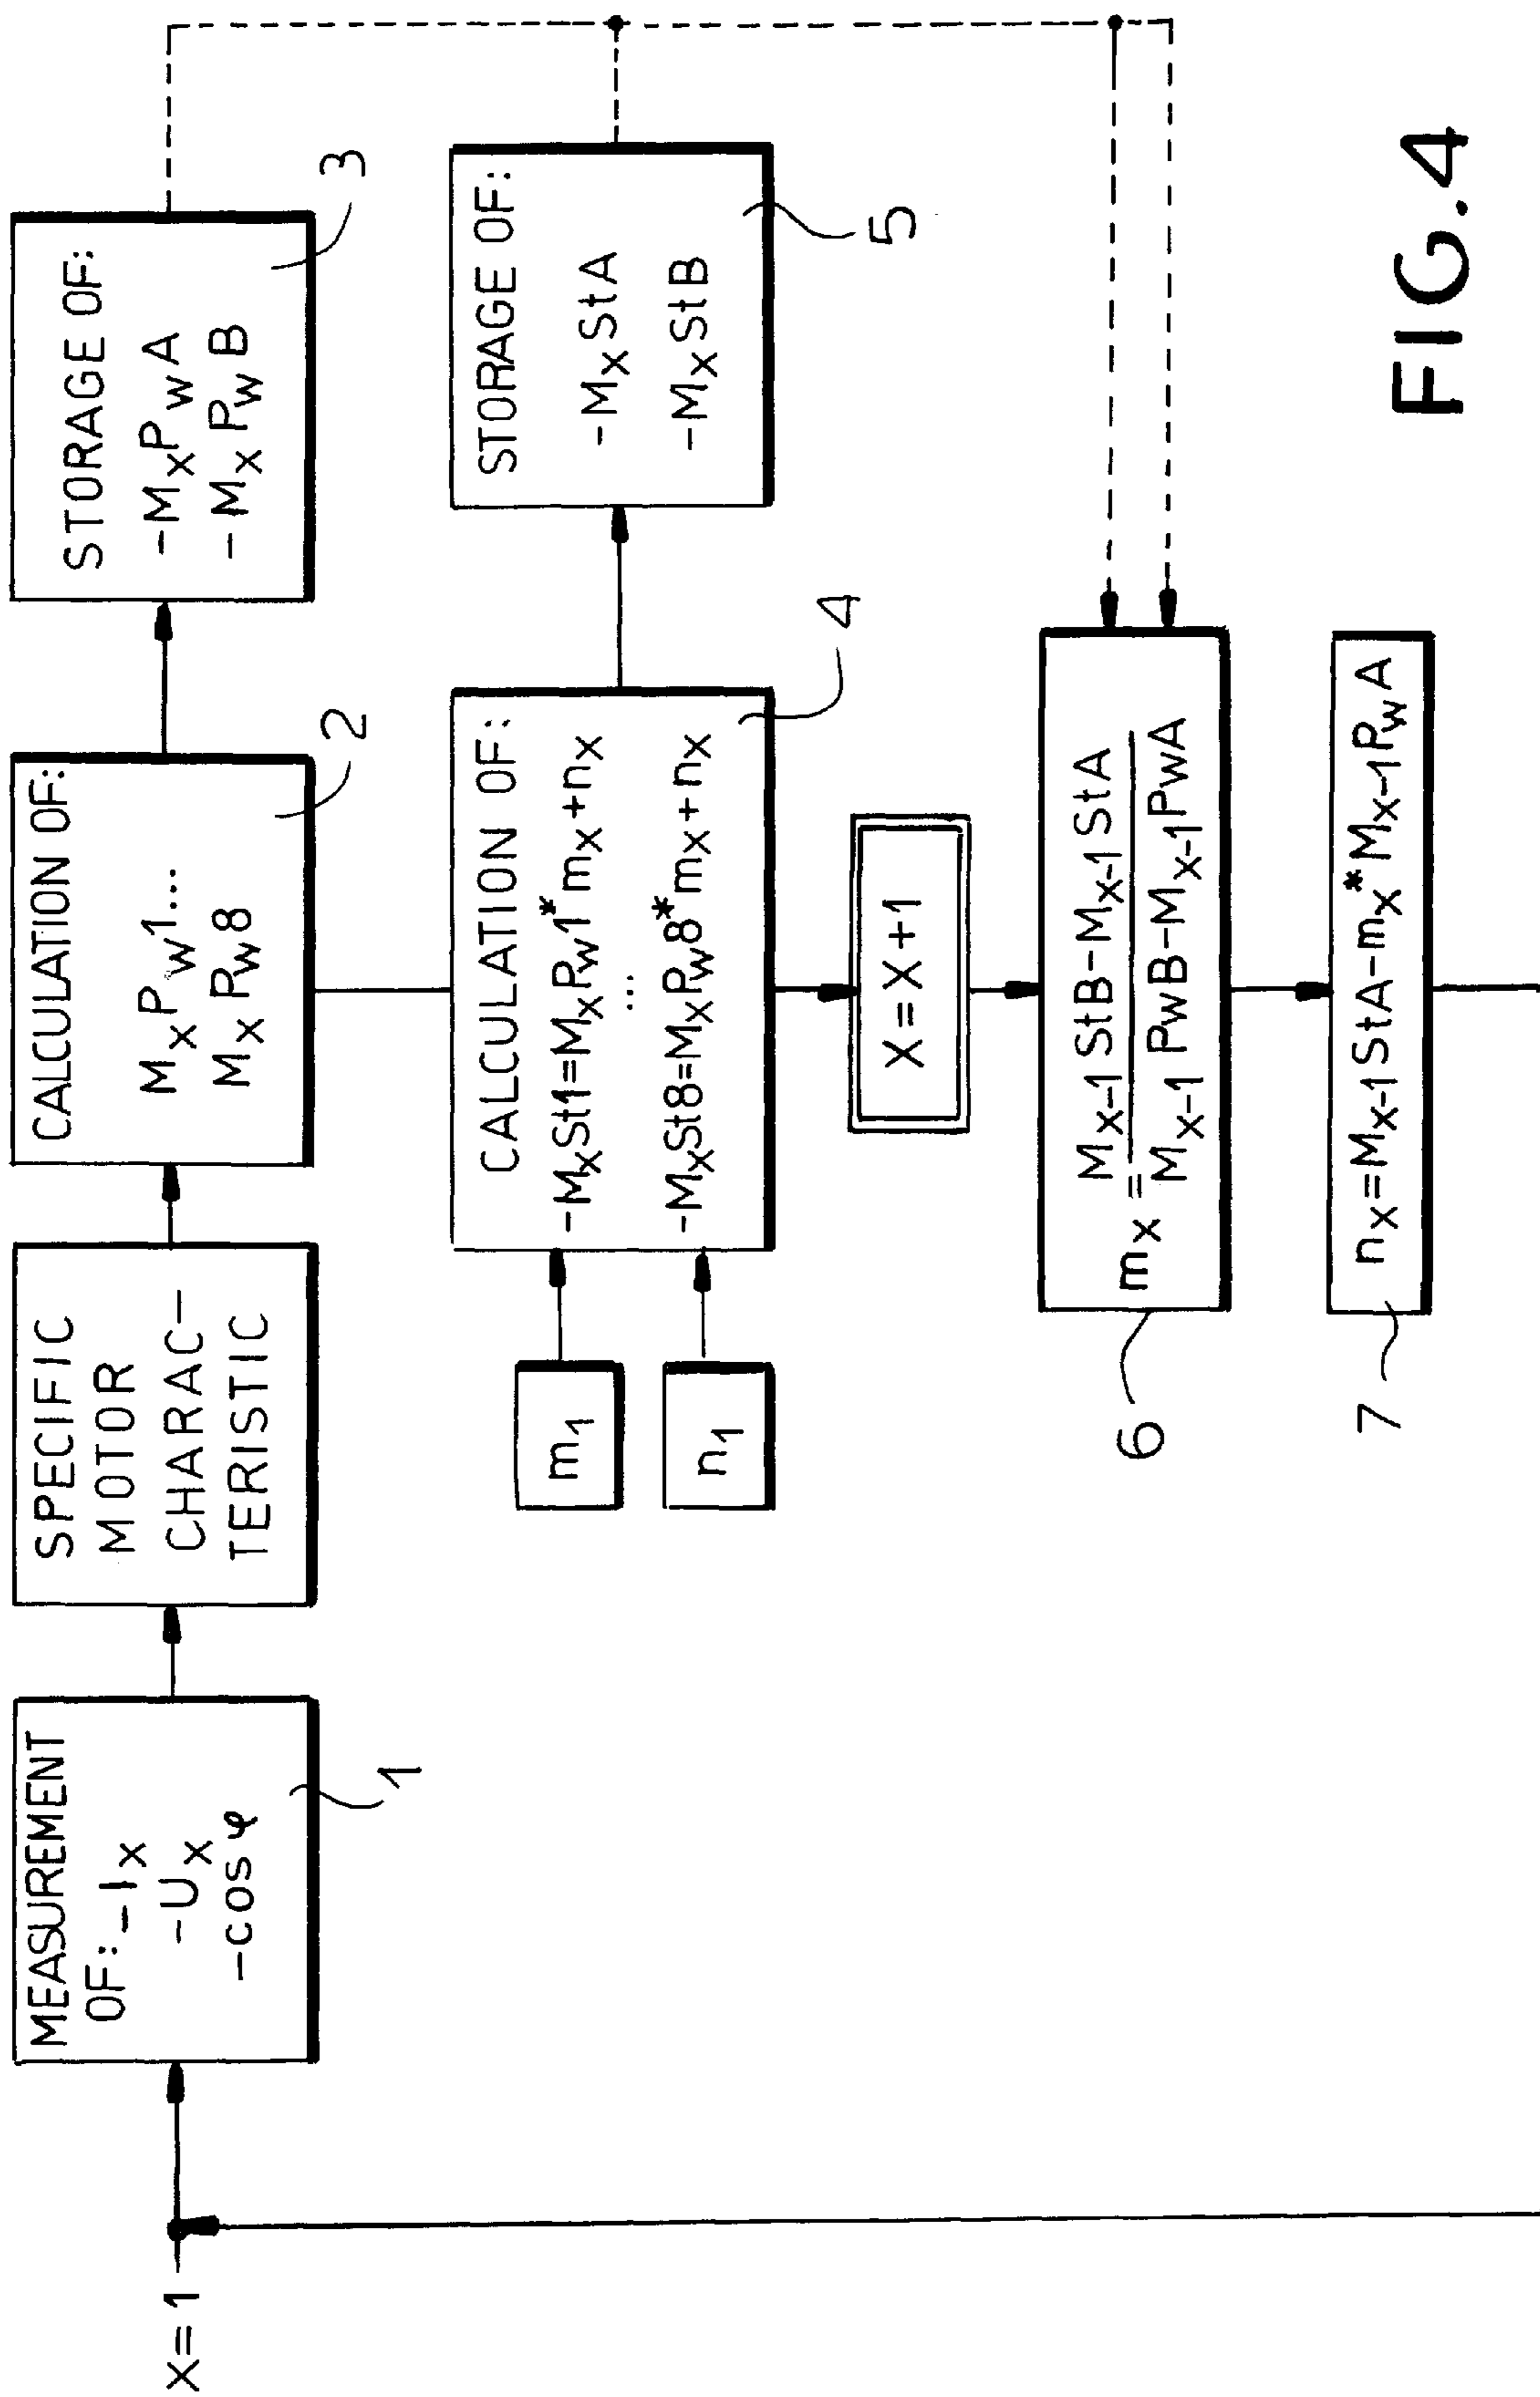 X=1
MEASUREMENT
OF: -Ix
-Ux
-cos φ
1
SPECIFIC
MOTOR
CHARAC-
TERISTIC
CALCULATION OF:
MxPw1...
MxPw8
2
STORAGE OF:
-MxPwA
-MxPwB
3
m1
n1
CALCULATION OF:
-MxSt1=MxPw1*mx+nx
...
-MxSt8=MxPw8*mx+nx
4
STORAGE OF:
-MxStA
-MxStB
5
X=X+1
mx=
Mx-1StB-Mx-1StA
Mx-1PwB-Mx-1PwA
6
nx=Mx-1StA-mx*Mx-1PwA
7
FIG.4